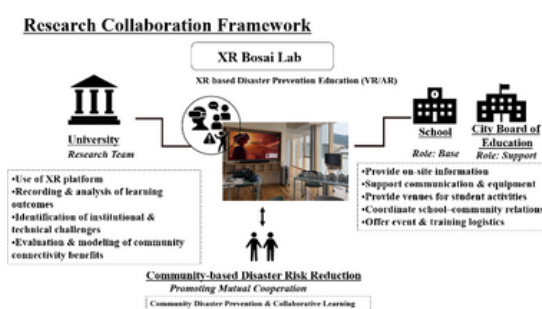 Research Collaboration Framework
XR Bosai Lab
XR based Disaster Prevention Education (VR/AR)
University
Research Team
•Use of XR platform
•Recording & analysis of learning
outcomes
•Identification of institutional &
technical challenges
•Evaluation & modeling of community
connectivity benefits
School
Role: Base
City Board of
Education
Role: Support
•Provide on-site information
•Support communication & equipment
•Provide venues for student activities
•Coordinate school–community relations
•Offer event & training logistics
Community-based Disaster Risk Reduction
Promoting Mutual Cooperation
Community Disaster Prevention & Collaborative Learning